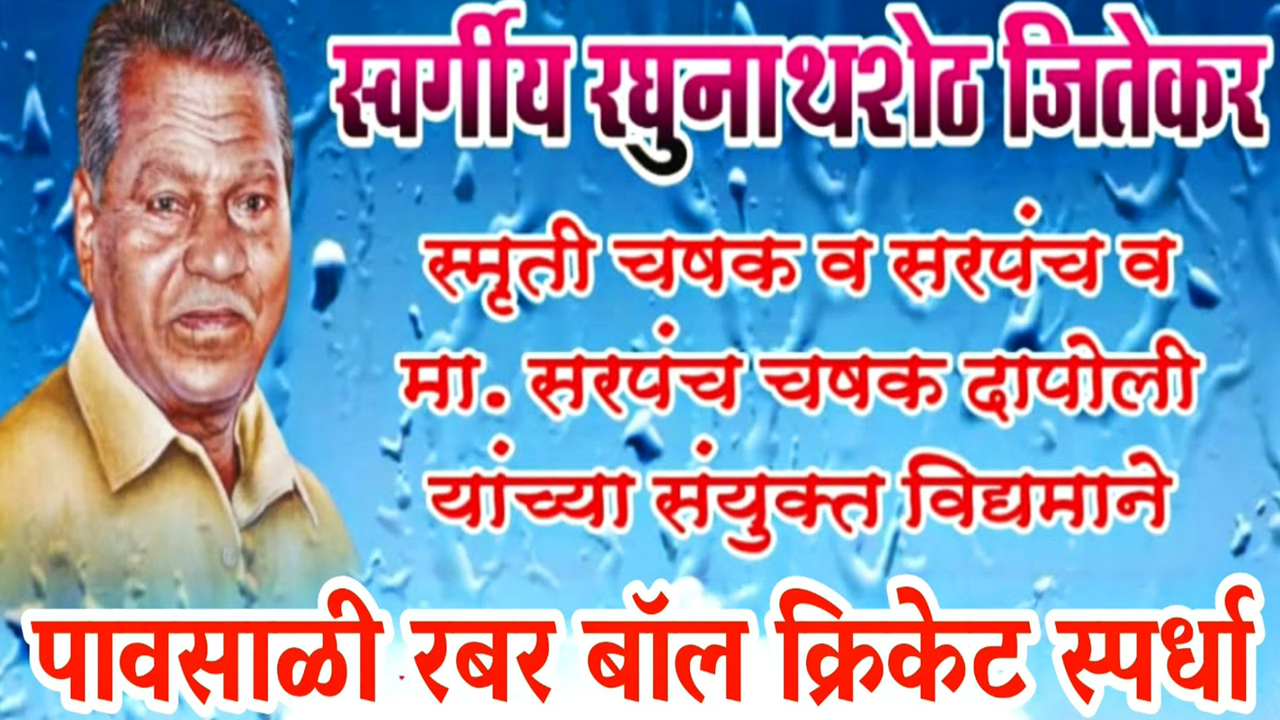 स्वर्गीय रघुनाथशेठ जितेकर
स्मृती चषक व सरपंच व
मा. सरपंच चषक दापोली
यांच्या संयुक्त विद्यमाने
पावसाळी रबर बॉल क्रिकेट स्पर्धा